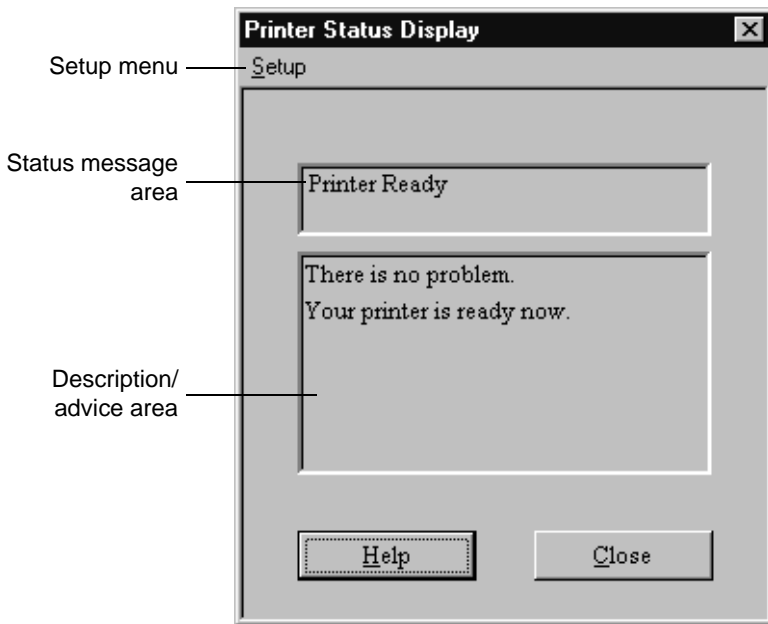 Printer Status Display
Setup menu
Setup
Status message
area
Printer Ready
There is no problem.
Your printer is ready now.
Description/
advice area
Help
Close